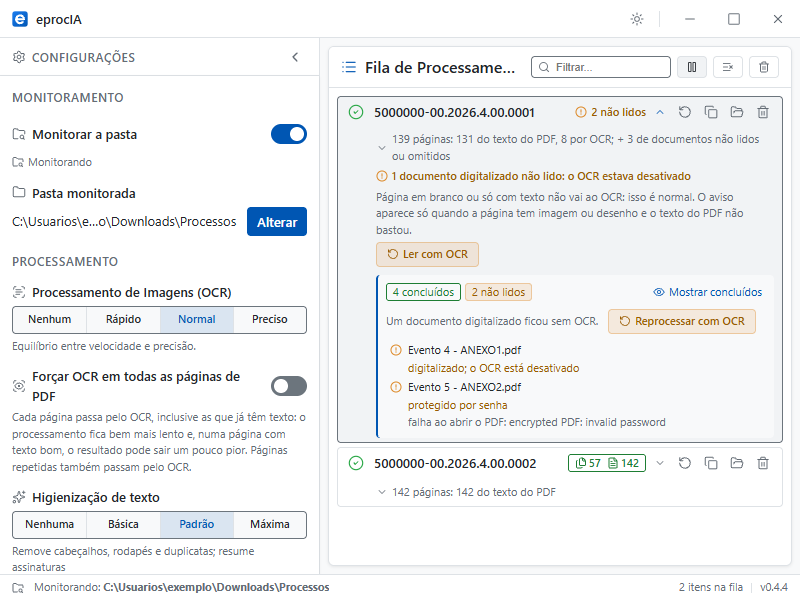 eprocIA
CONFIGURAÇÕES
MONITORAMENTO
Monitorar a pasta
Monitorando
Pasta monitorada
C:\Usuarios\e...o\Downloads\Processos
Alterar
PROCESSAMENTO
Processamento de Imagens (OCR)
Nenhum Rápido Normal Preciso
Equilíbrio entre velocidade e precisão.
Forçar OCR em todas as páginas de
PDF
Cada página passa pelo OCR, inclusive as que já têm texto: o
processamento fica bem mais lento e, numa página com
texto bom, o resultado pode sair um pouco pior. Páginas
repetidas também passam pelo OCR.
Higienização de texto
Nenhuma Básica Padrão Máxima
Remove cabeçalhos, rodapés e duplicatas; resume
assinaturas
Fila de Processame...
Filtrar...
5000000-00.2026.4.00.0001
2 não lidos
139 páginas: 131 do texto do PDF, 8 por OCR; + 3 de documentos não lidos
ou omitidos
1 documento digitalizado não lido: o OCR estava desativado
Página em branco ou só com texto não vai ao OCR: isso é normal. O aviso
aparece só quando a página tem imagem ou desenho e o texto do PDF não
bastou.
Ler com OCR
4 concluídos 2 não lidos
Mostrar concluídos
Um documento digitalizado ficou sem OCR.
Reprocessar com OCR
Evento 4 - ANEXO1.pdf
digitalizado; o OCR está desativado
Evento 5 - ANEXO2.pdf
protegido por senha
falha ao abrir o PDF: encrypted PDF: invalid password
5000000-00.2026.4.00.0002
57 142
142 páginas: 142 do texto do PDF
Monitorando: C:\Usuarios\exemplo\Downloads\Processos
2 itens na fila
v0.4.4